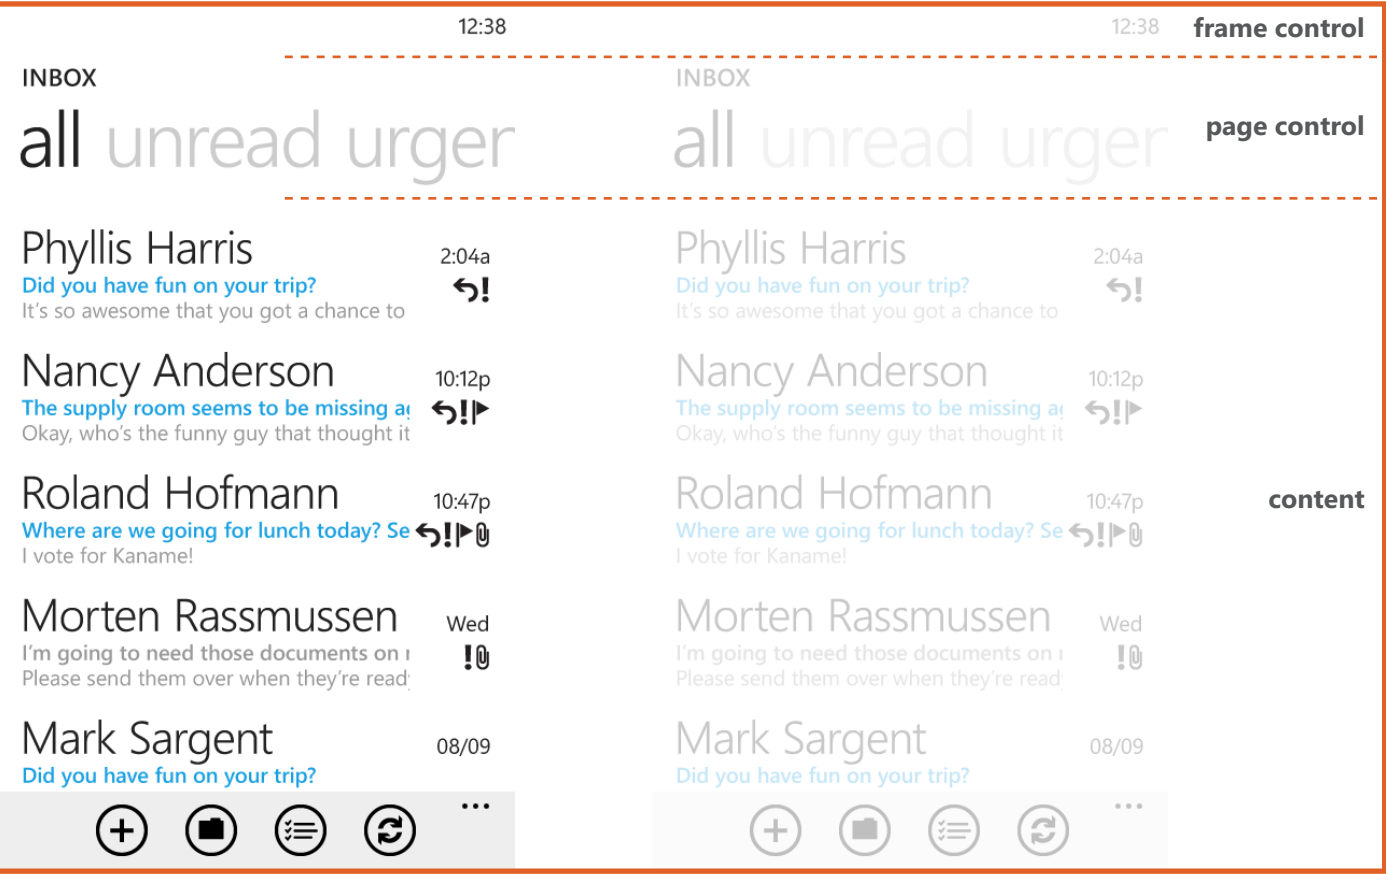 12:38
INBOX
all unread urger
Phyllis Harris
2:04a
Did you have fun on your trip?
It's so awesome that you got a chance to
Nancy Anderson
10:12p
The supply room seems to be missing ag
Okay, who's the funny guy that thought it
Roland Hofmann
10:47p
Where are we going for lunch today? Se
I vote for Kaname!
Morten Rassmussen
Wed
I'm going to need those documents on
Please send them over when they're ready
Mark Sargent
08/09
Did you have fun on your trip?
12:38
INBOX
all unread urger
Phyllis Harris
2:04a
Did you have fun on your trip?
It's so awesome that you got a chance to
Nancy Anderson
10:12p
The supply room seems to be missing ag
Okay, who's the funny guy that thought it
Roland Hofmann
10:47p
Where are we going for lunch today? Se
I vote for Kaname!
Morten Rassmussen
Wed
I'm going to need those documents on
Please send them over when they're read
Mark Sargent
08/09
Did you have fun on your trip?
frame control
page control
content